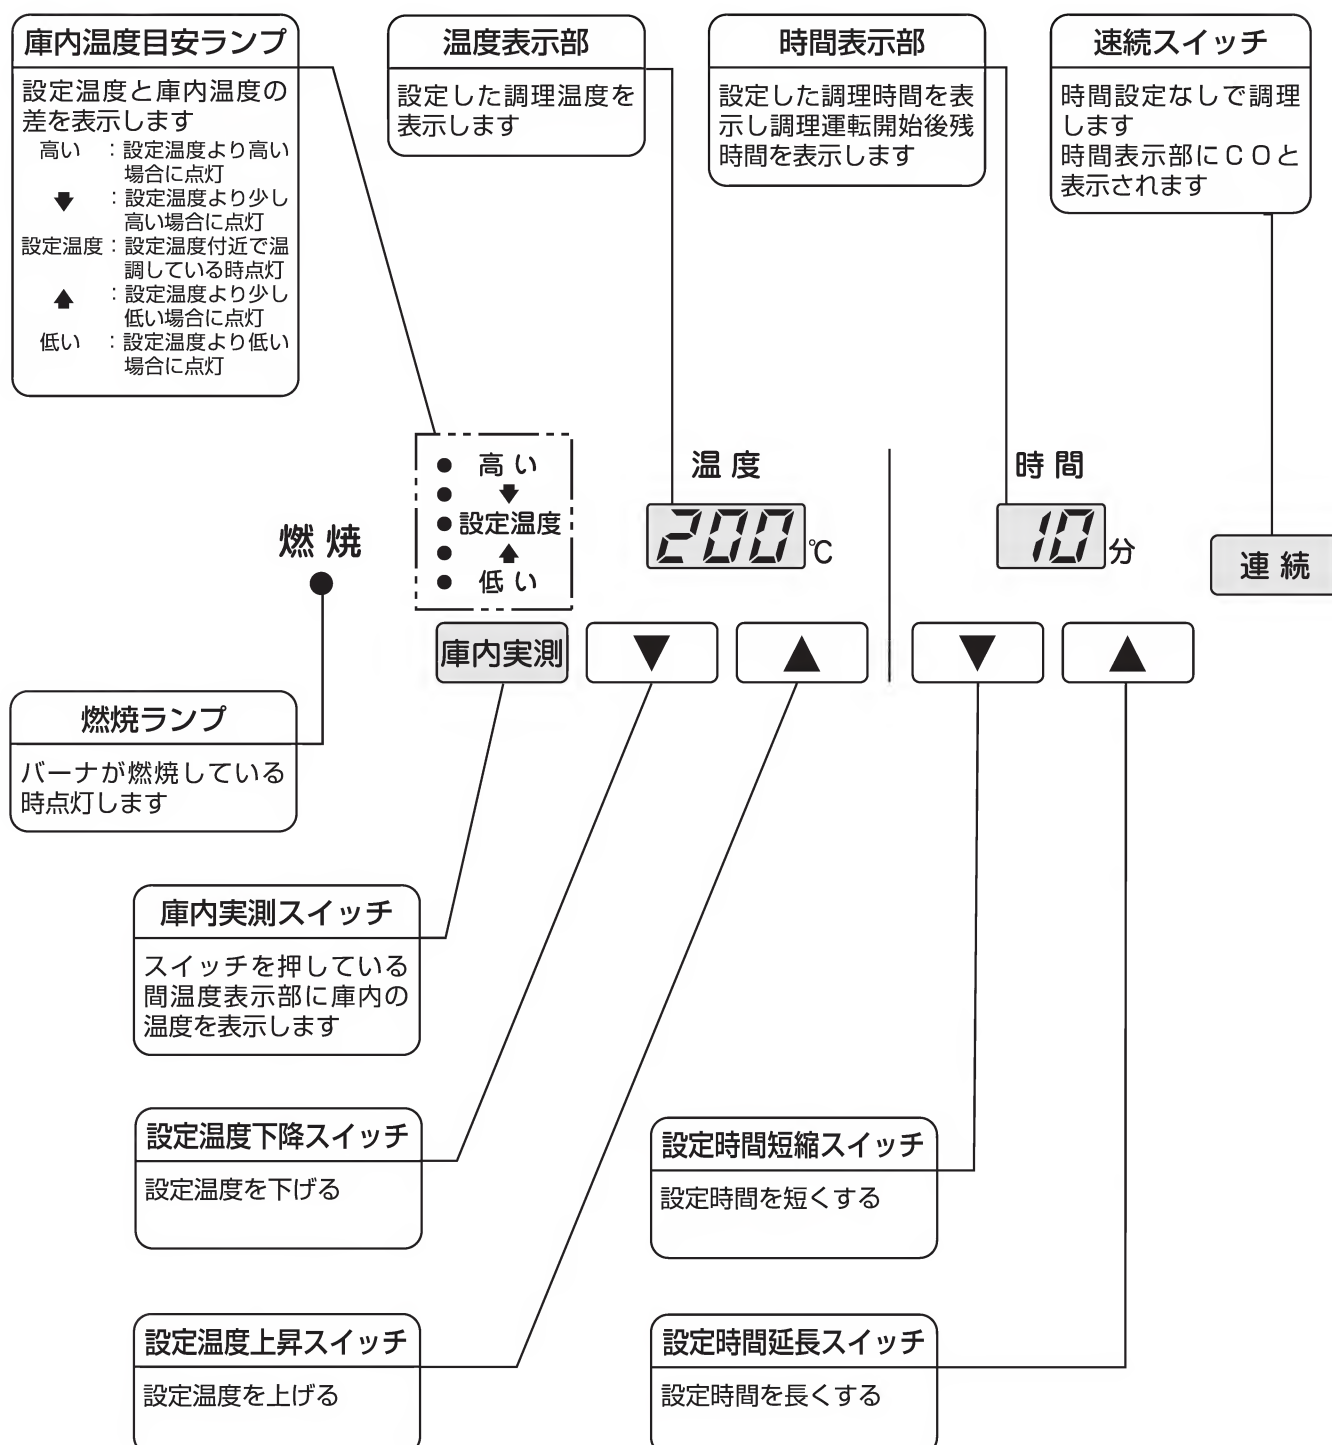 庫内温度目安ランプ
設定温度と庫内温度の
差を表示します
高い ：設定温度より高い
場合に点灯
🡇 ：設定温度より少し
高い場合に点灯
設定温度：設定温度付近で温
調している時点灯
🡅 ：設定温度より少し
低い場合に点灯
低い ：設定温度より低い
場合に点灯
温度表示部
設定した調理温度を
表示します
時間表示部
設定した調理時間を表
示し調理運転開始後残
時間を表示します
速続スイッチ
時間設定なしで調理
します
時間表示部にＣＯと
表示されます
高い
設定温度
低い
温度
200℃
時間
10分
連続
燃焼
庫内実測
▼
▲
▼
▲
燃焼ランプ
バーナが燃焼している
時点灯します
庫内実測スイッチ
スイッチを押している
間温度表示部に庫内の
温度を表示します
設定温度下降スイッチ
設定温度を下げる
設定時間短縮スイッチ
設定時間を短くする
設定温度上昇スイッチ
設定温度を上げる
設定時間延長スイッチ
設定時間を長くする